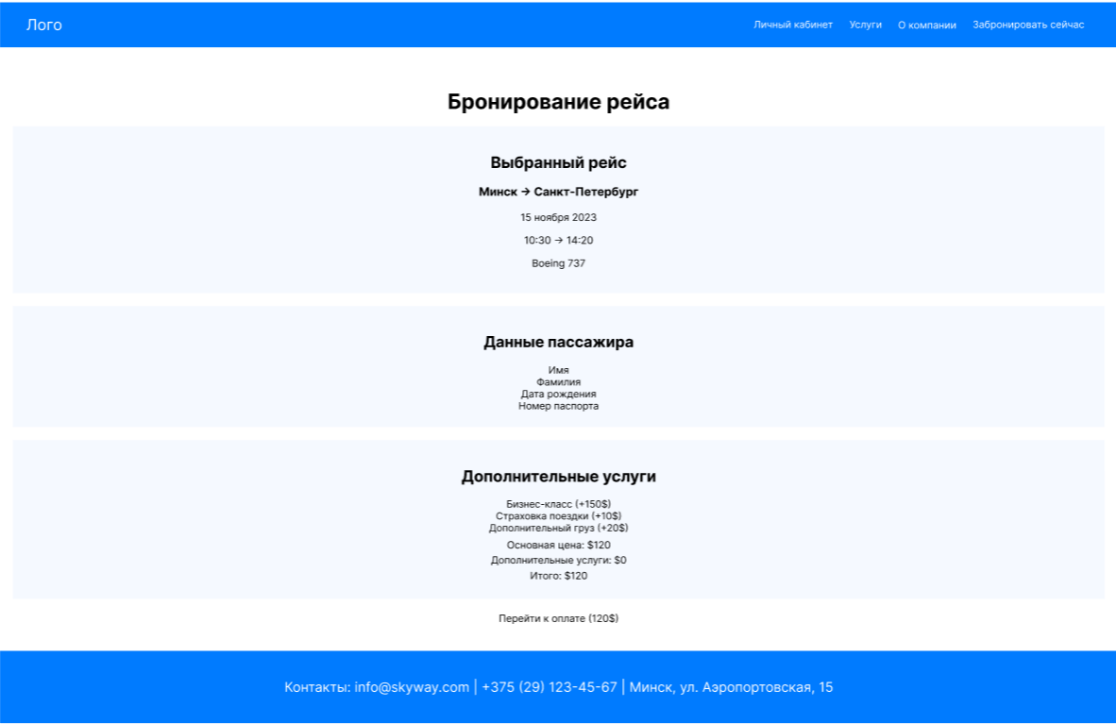 Лого
Личный кабинет Услуги О компании Забронировать сейчас
Бронирование рейса
Выбранный рейс
Минск → Санкт-Петербург
15 ноября 2023
10:30 → 14:20
Boeing 737
Данные пассажира
Имя
Фамилия
Дата рождения
Номер паспорта
Дополнительные услуги
Бизнес-класс (+150$)
Страховка поездки (+10$)
Дополнительный груз (+20$)
Основная цена: $120
Дополнительные услуги: $0
Итого: $120
Перейти к оплате (120$)
Контакты: info@skyway.com | +375 (29) 123-45-67 | Минск, ул. Аэропортовская, 15